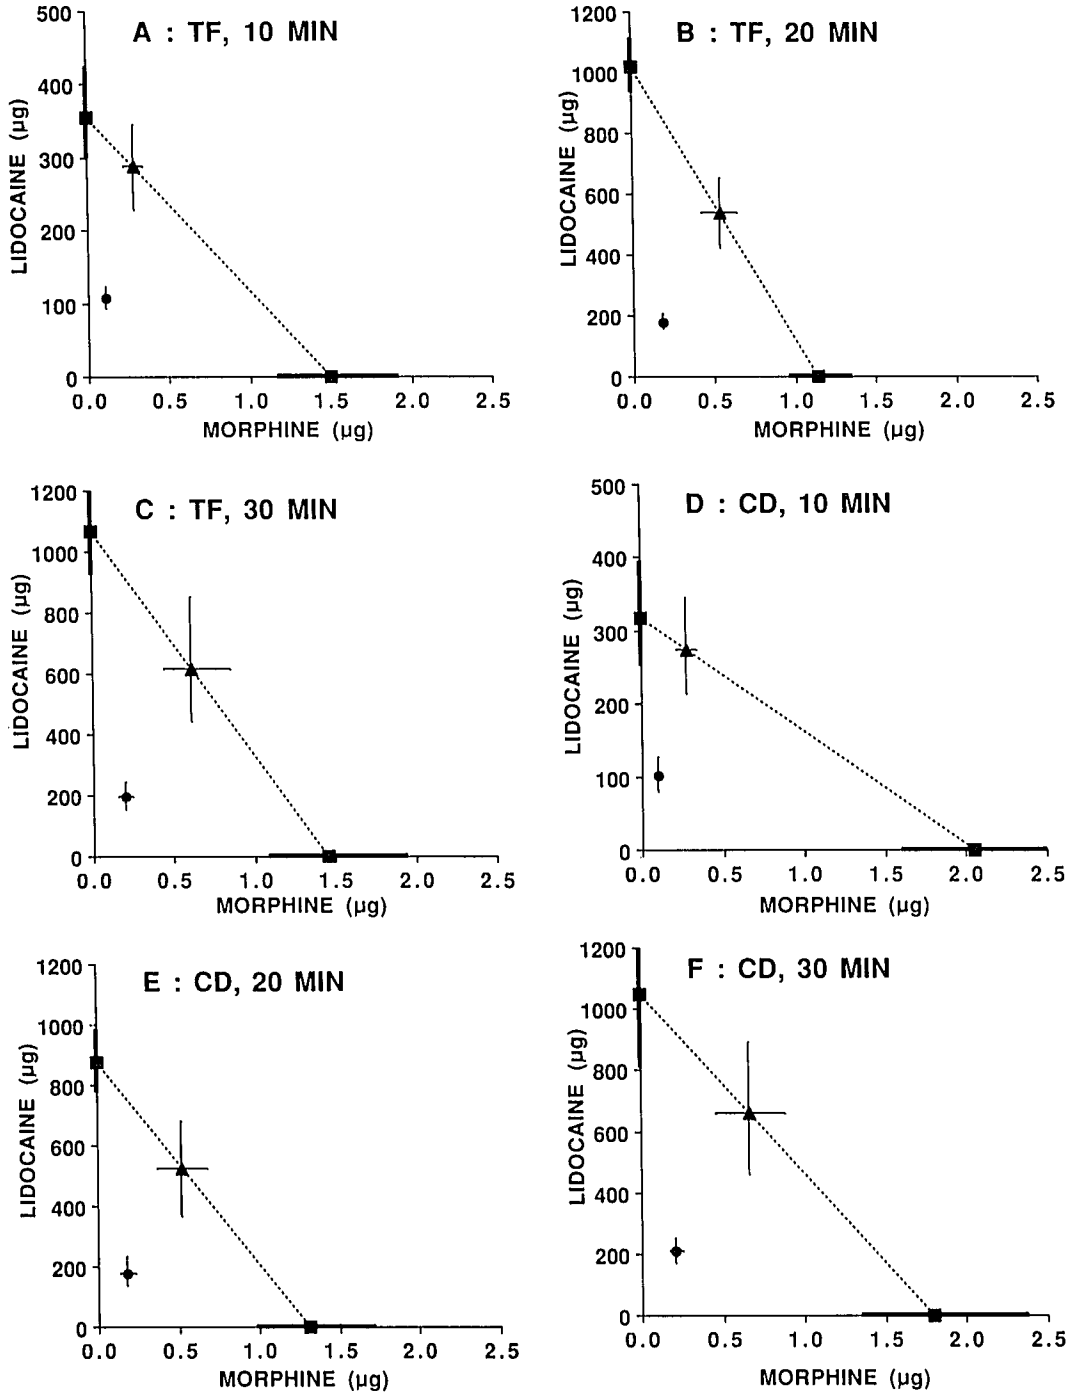 A : TF, 10 MIN
500
400
300
200
100
0
LIDOCAINE (µg)
0.0 0.5 1.0 1.5 2.0 2.5
MORPHINE (µg)
B : TF, 20 MIN
1200
1000
800
600
400
200
0
LIDOCAINE (µg)
0.0 0.5 1.0 1.5 2.0 2.5
MORPHINE (µg)
C : TF, 30 MIN
1200
1000
800
600
400
200
0
LIDOCAINE (µg)
0.0 0.5 1.0 1.5 2.0 2.5
MORPHINE (µg)
D : CD, 10 MIN
500
400
300
200
100
0
LIDOCAINE (µg)
0.0 0.5 1.0 1.5 2.0 2.5
MORPHINE (µg)
E : CD, 20 MIN
1200
1000
800
600
400
200
0
LIDOCAINE (µg)
0.0 0.5 1.0 1.5 2.0 2.5
MORPHINE (µg)
F : CD, 30 MIN
1200
1000
800
600
400
200
0
LIDOCAINE (µg)
0.0 0.5 1.0 1.5 2.0 2.5
MORPHINE (µg)